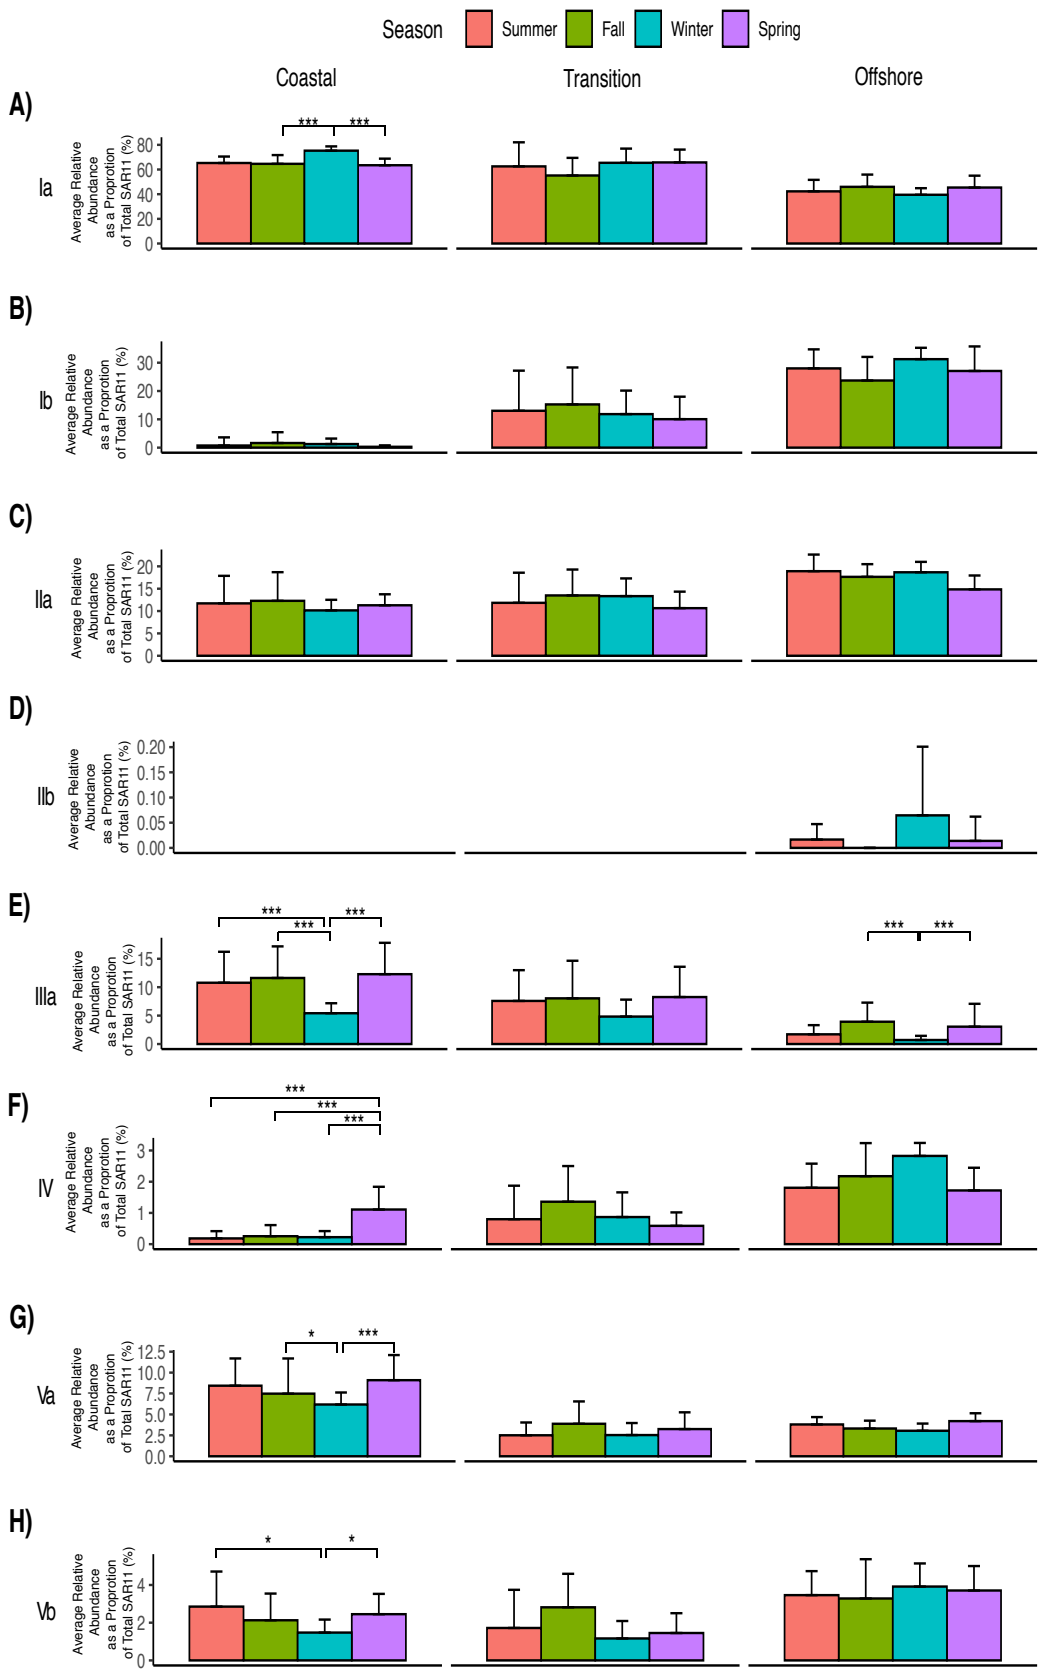 Season Summer Fall Winter Spring
Coastal Transition Offshore
A)
*** ***
Ia
Average Relative
Abundance
as a Proprotion
of Total SAR11 (%)
80
60
40
20
0
B)
Ib
Average Relative
Abundance
as a Proprotion
of Total SAR11 (%)
30
20
10
0
C)
IIa
Average Relative
Abundance
as a Proprotion
of Total SAR11 (%)
20
15
10
5
0
D)
IIb
Average Relative
Abundance
as a Proprotion
of Total SAR11 (%)
0.20
0.15
0.10
0.05
0.00
E)
*** ***
***
*** ***
IIIa
Average Relative
Abundance
as a Proprotion
of Total SAR11 (%)
15
10
5
0
F)
***
***
***
IV
Average Relative
Abundance
as a Proprotion
of Total SAR11 (%)
3
2
1
0
G)
* ***
Va
Average Relative
Abundance
as a Proprotion
of Total SAR11 (%)
12.5
10.0
7.5
5.0
2.5
0.0
H)
* *
Vb
Average Relative
Abundance
as a Proprotion
of Total SAR11 (%)
4
2
0